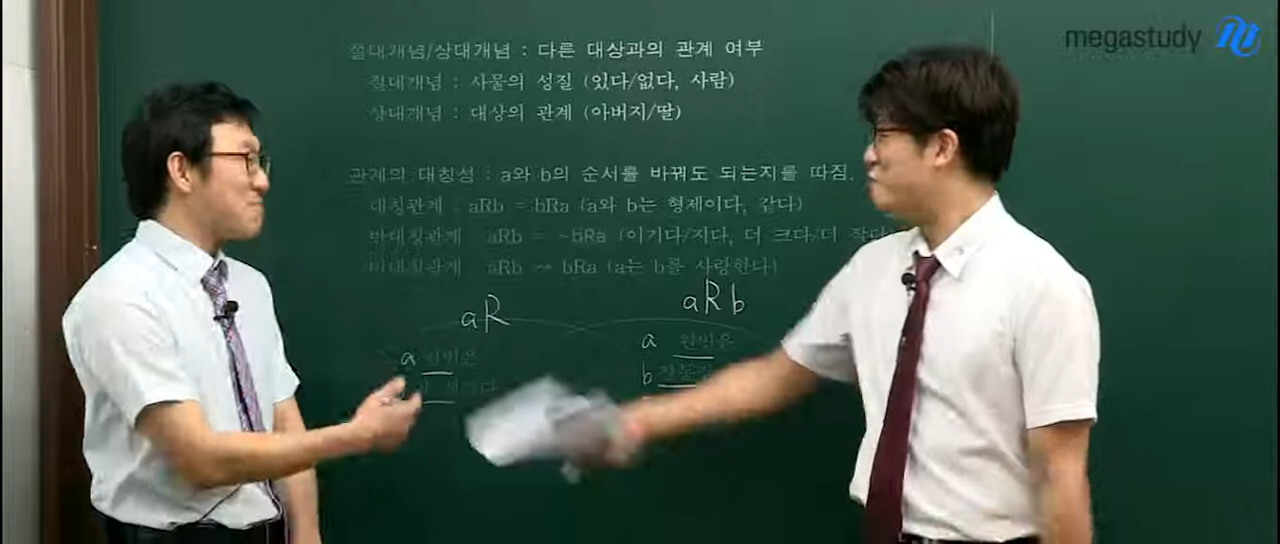 megastudy
절대개념/상대개념 : 다른 대상과의 관계 여부
절대개념 : 사물의 성질 (있다/없다, 사람)
상대개념 : 대상의 관계 (아버지/딸)
관계의 대칭성 : a와 b의 순서를 바꿔도 되는지를 따짐.
대칭관계 : aRb = bRa (a와 b는 형제이다, 같다)
반대칭관계 aRb = ~bRa (이기다/지다, 더 크다/더 작다
비대칭관계 aRb bRa (a는 b를 사랑한다)
aR
aRb
a 원빈은
a 원빈은
b